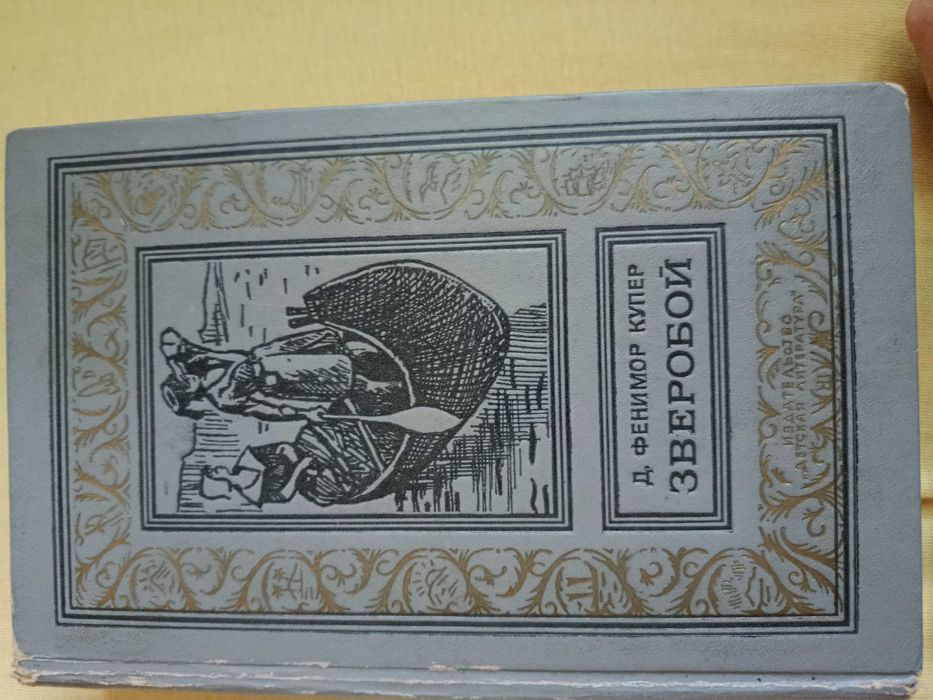 Д. ФЕНИМОР КУПЕР
ЗВЕРОБОЙ
ИЗДАТЕЛЬСТВО
„ДЕТСКАЯ ЛИТЕРАТУРА"